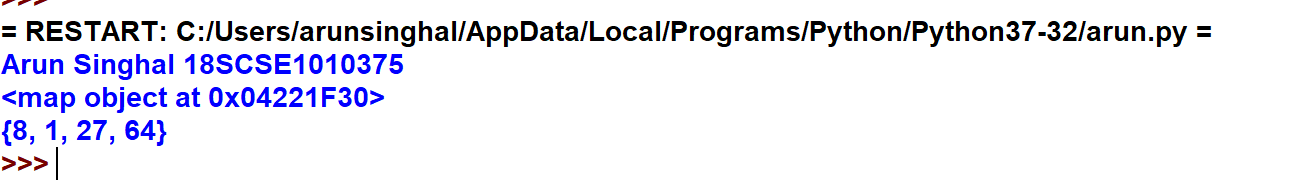 >>>
= RESTART: C:/Users/arunsinghal/AppData/Local/Programs/Python/Python37-32/arun.py =
Arun Singhal 18SCSE1010375
<map object at 0x04221F30>
{8, 1, 27, 64}
>>>